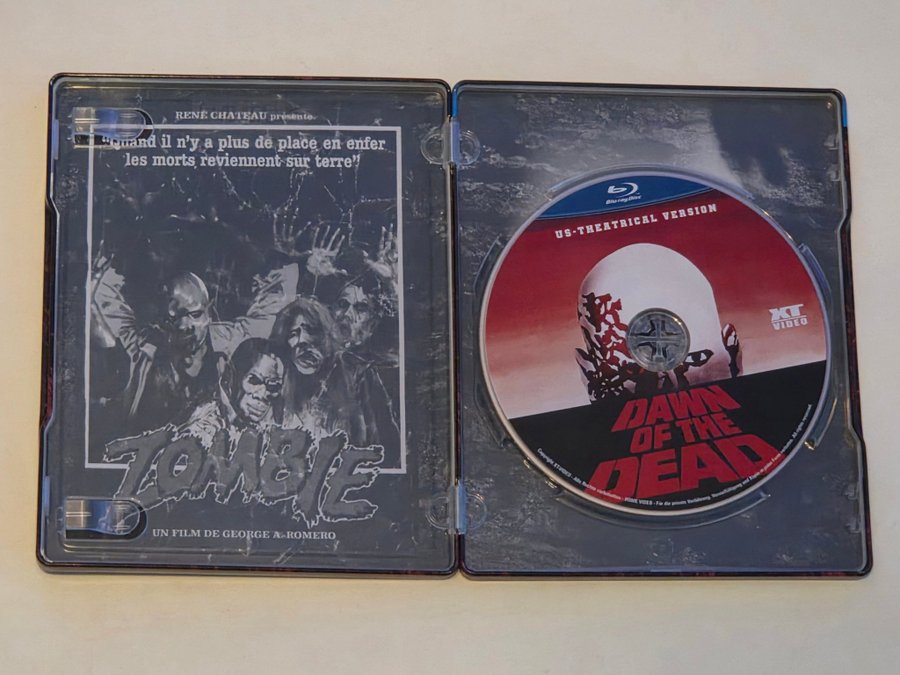 RENÉ CHATEAU présente
"Quand il n'y a plus de place en enfer
les morts reviennent sur terre"
ZOMBIE
UN FILM DE GEORGE A. ROMERO
Blu-ray Disc
US-THEATRICAL VERSION
XT
VIDEO
DAWN
OF THE
DEAD